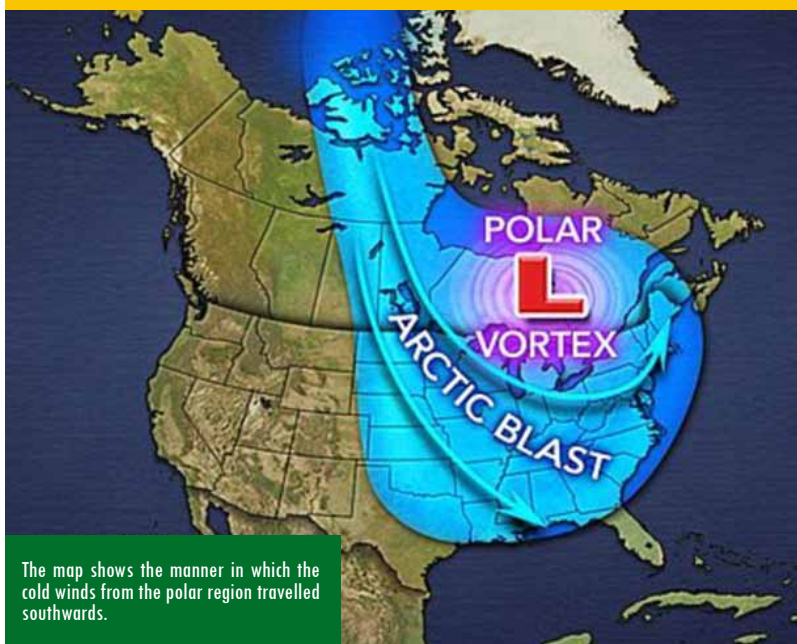 POLAR
L
VORTEX
ARCTIC BLAST
The map shows the manner in which the
cold winds from the polar region travelled
southwards.